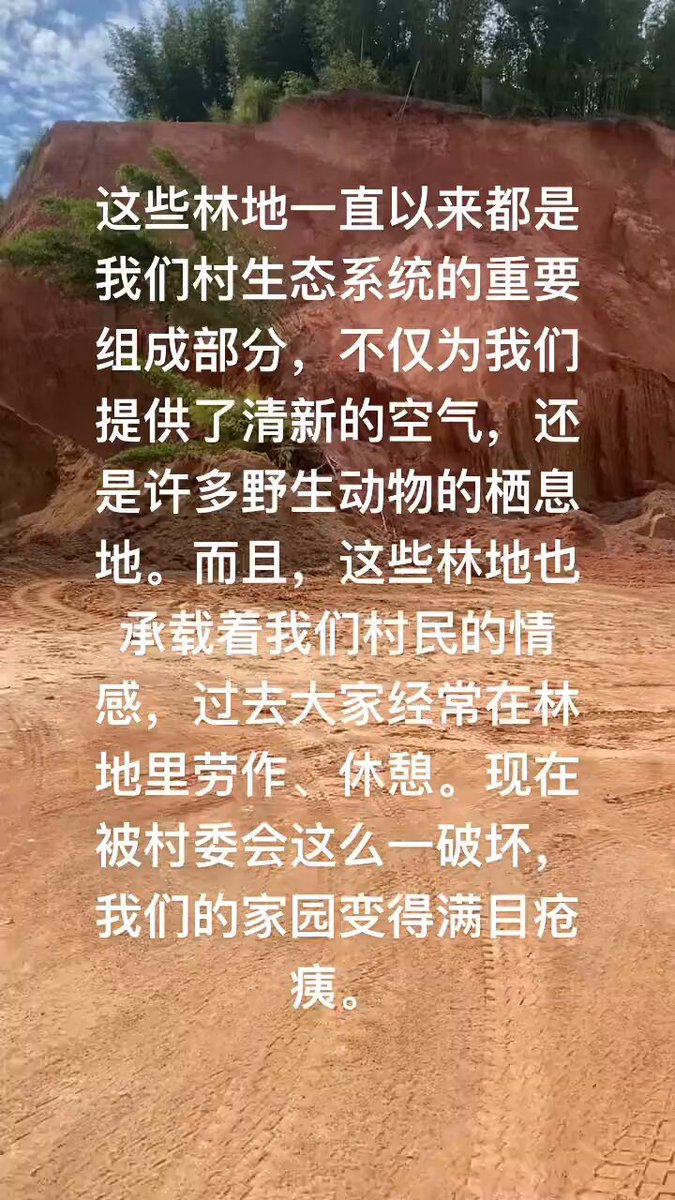 这些林地一直以来都是
我们村生态系统的重要
组成部分，不仅为我们
提供了清新的空气，还
是许多野生动物的栖息
地。而且，这些林地也
承载着我们村民的情
感，过去大家经常在林
地里劳作、休憩。现在
被村委会这么一破坏，
我们的家园变得满目疮
痍。